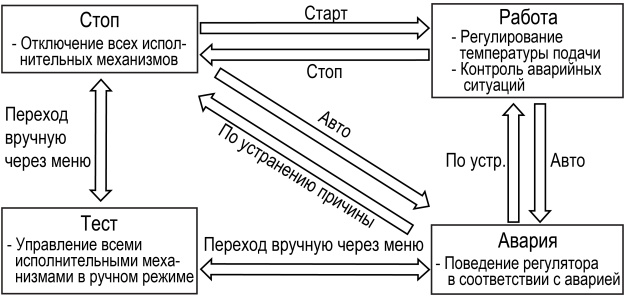 Стоп
- Отключение всех испол-
нительных механизмов
Старт
Стоп
Работа
- Регулирование
температуры подачи
- Контроль аварийных
ситуаций
Переход
вручную
через меню
Авто
По устранению причины
По устр.
Авто
Тест
- Управление всеми
исполнительными меха-
низмами в ручном режиме
Переход вручную через меню
Авария
- Поведение регулятора
в соответствии с аварией